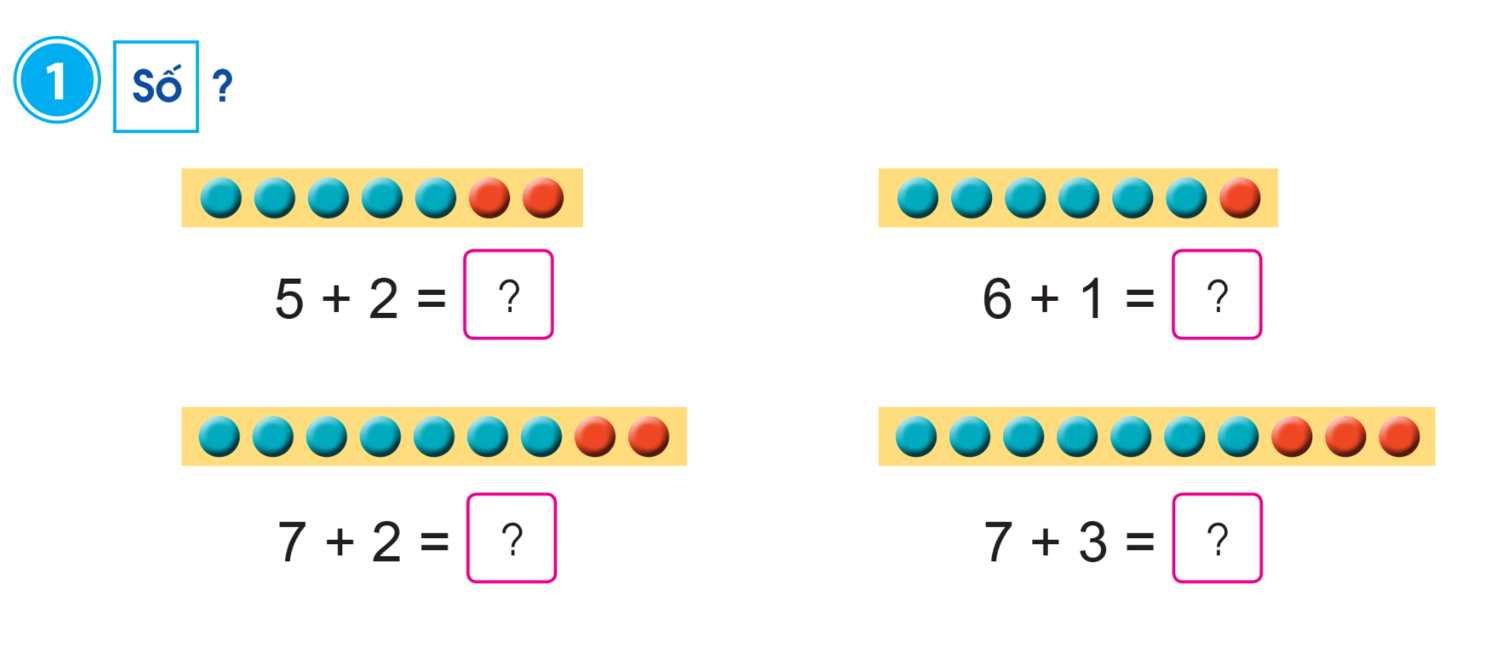 1 Số ?
5 + 2 = ?
6 + 1 = ?
7 + 2 = ?
7 + 3 = ?